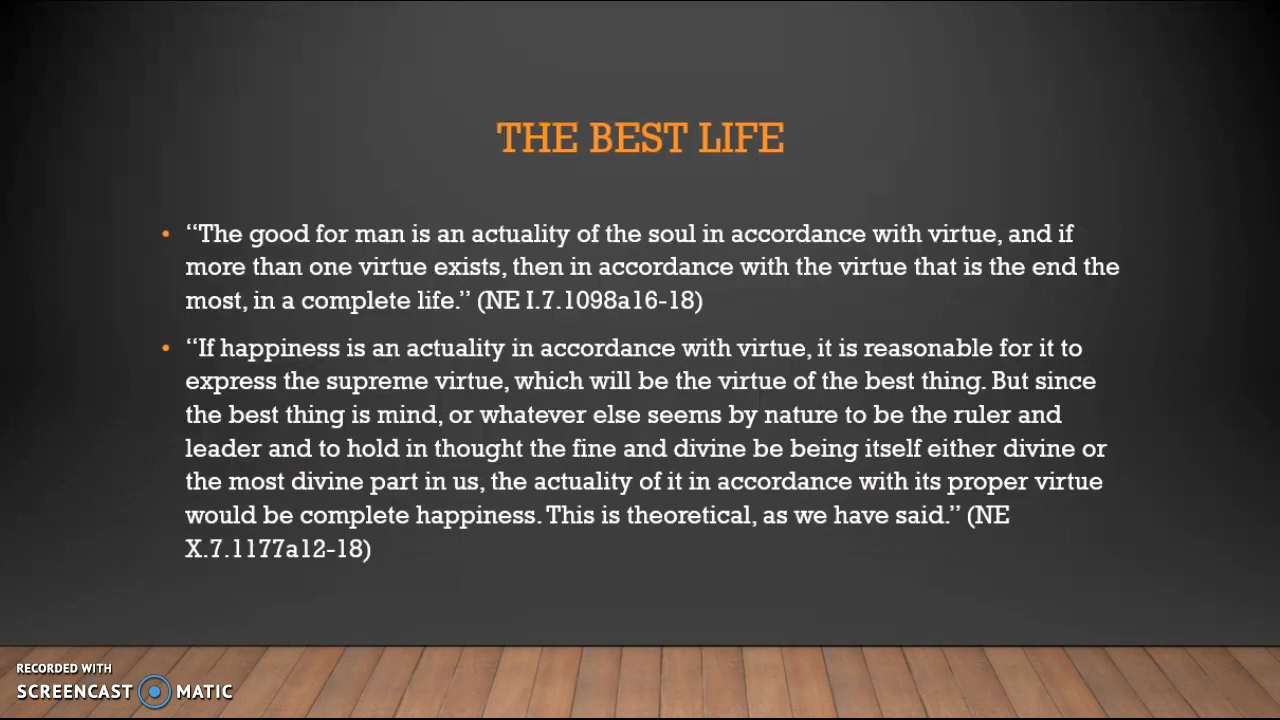 THE BEST LIFE
• “The good for man is an actuality of the soul in accordance with virtue, and if
more than one virtue exists, then in accordance with the virtue that is the end the
most, in a complete life.” (NE I.7.1098a16-18)
• “If happiness is an actuality in accordance with virtue, it is reasonable for it to
express the supreme virtue, which will be the virtue of the best thing. But since
the best thing is mind, or whatever else seems by nature to be the ruler and
leader and to hold in thought the fine and divine be being itself either divine or
the most divine part in us, the actuality of it in accordance with its proper virtue
would be complete happiness. This is theoretical, as we have said.” (NE
X.7.1177a12-18)
RECORDED WITH
SCREENCAST MATIC